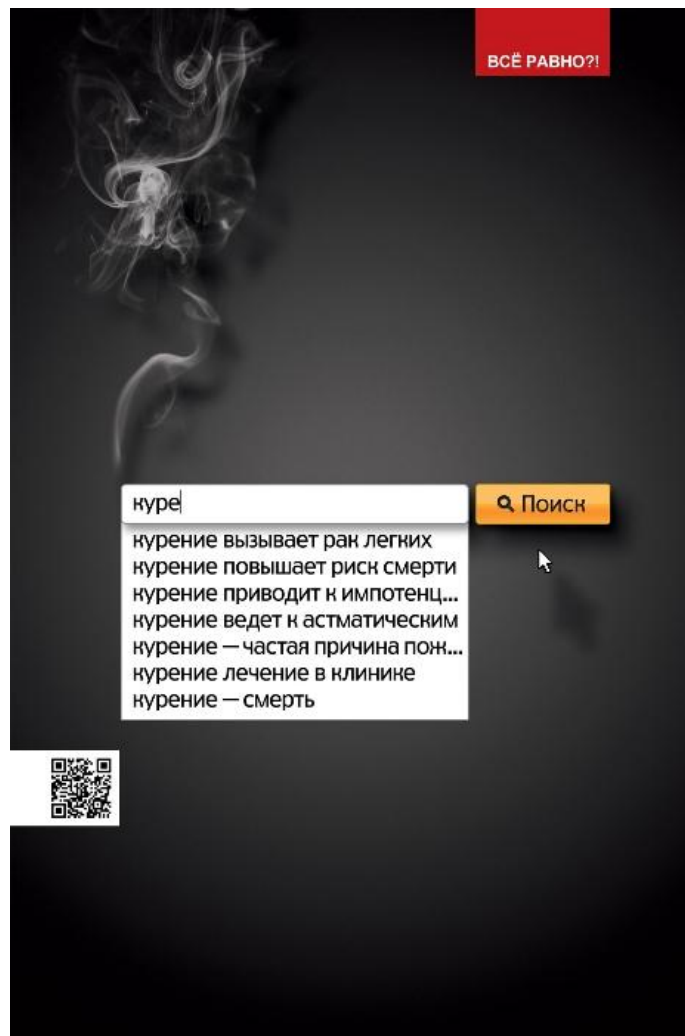 ВСЁ РАВНО?!
куре
Поиск
курение вызывает рак легких
курение повышает риск смерти
курение приводит к импотенц...
курение ведет к астматическим
курение — частая причина пож...
курение лечение в клинике
курение — смерть